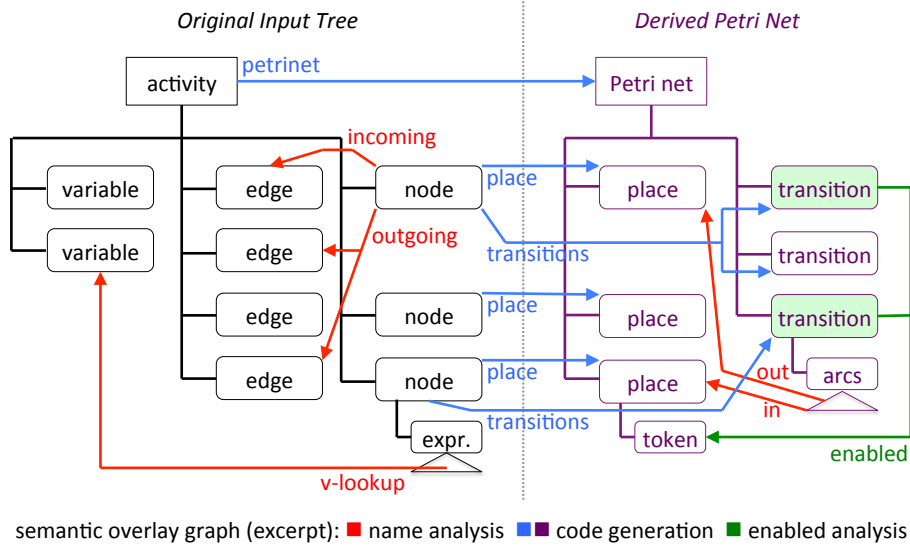 Original Input Tree
Derived Petri Net
activity
petrinet
Petri net
incoming
variable
edge
node
place
place
transition
variable
edge
outgoing
transitions
transition
edge
node
place
place
transition
edge
node
place
place
out
arcs
in
expr.
transitions
token
v-lookup
enabled
semantic overlay graph (excerpt): name analysis code generation enabled analysis